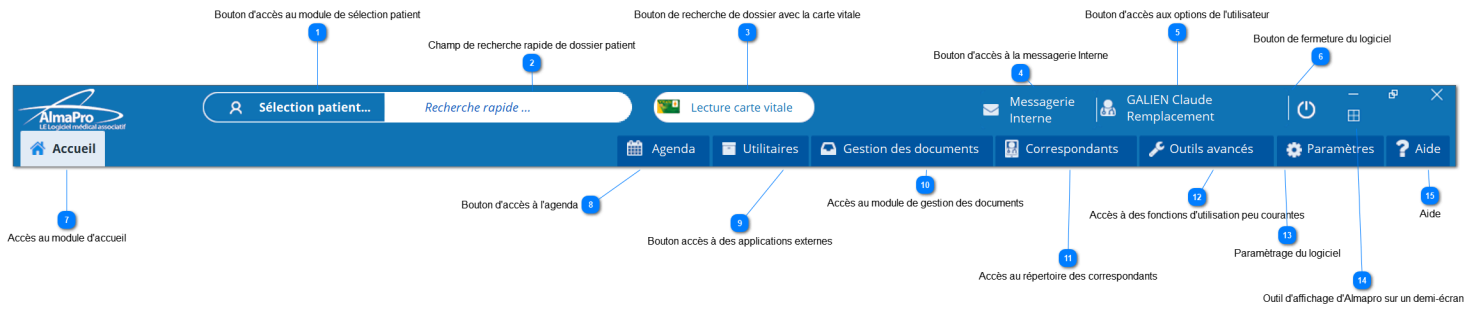 Bouton d'accès au module de sélection patient
1
Champ de recherche rapide de dossier patient
2
Bouton de recherche de dossier avec la carte vitale
3
Bouton d'accès à la messagerie Interne
4
Bouton d'accès aux options de l'utilisateur
5
Bouton de fermeture du logiciel
6
AlmaPro
LE Logiciel médical associatif
Sélection patient...
Recherche rapide ...
Lecture carte vitale
Messagerie
Interne
GALIEN Claude
Remplacement
Accueil
Agenda
Utilitaires
Gestion des documents
Correspondants
Outils avancés
Paramètres
? Aide
7
Accès au module d'accueil
Bouton d'accès à l'agenda
8
9
Bouton accès à des applications externes
10
Accès au module de gestion des documents
11
Accès au répertoire des correspondants
12
Accès à des fonctions d'utilisation peu courantes
13
Paramètrage du logiciel
14
Outil d'affichage d'Almapro sur un demi-écran
15
Aide